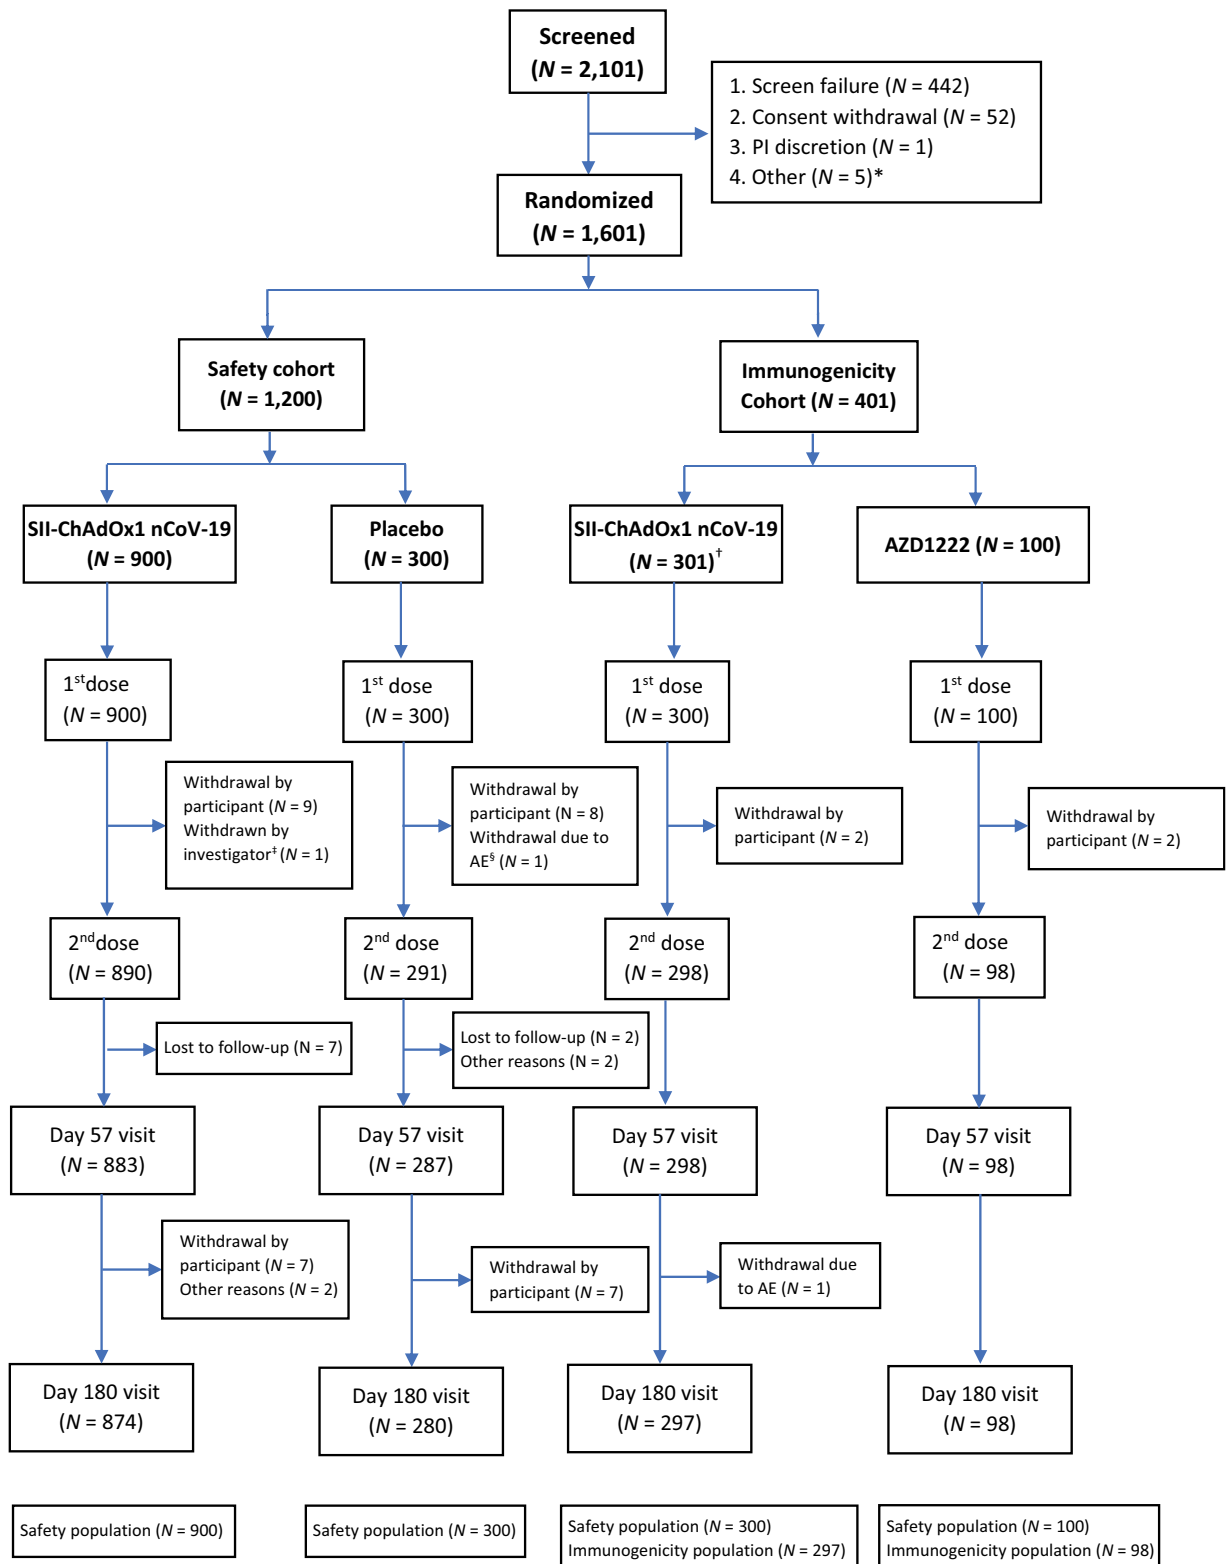 Screened
(N = 2,101)
1. Screen failure (N = 442)
2. Consent withdrawal (N = 52)
3. PI discretion (N = 1)
4. Other (N = 5)*
Randomized
(N = 1,601)
Safety cohort
(N = 1,200)
Immunogenicity
Cohort (N = 401)
SII-ChAdOx1 nCoV-19
(N = 900)
Placebo
(N = 300)
SII-ChAdOx1 nCoV-19
(N = 301)†
AZD1222 (N = 100)
1st dose
(N = 900)
1st dose
(N = 300)
1st dose
(N = 300)
1st dose
(N = 100)
Withdrawal by
participant (N = 9)
Withdrawn by
investigator‡ (N = 1)
Withdrawal by
participant (N = 8)
Withdrawal due to
AE§ (N = 1)
Withdrawal by
participant (N = 2)
Withdrawal by
participant (N = 2)
2nd dose
(N = 890)
2nd dose
(N = 291)
2nd dose
(N = 298)
2nd dose
(N = 98)
Lost to follow-up (N = 7)
Lost to follow-up (N = 2)
Other reasons (N = 2)
Day 57 visit
(N = 883)
Day 57 visit
(N = 287)
Day 57 visit
(N = 298)
Day 57 visit
(N = 98)
Withdrawal by
participant (N = 7)
Other reasons (N = 2)
Withdrawal by
participant (N = 7)
Withdrawal due
to AE (N = 1)
Day 180 visit
(N = 874)
Day 180 visit
(N = 280)
Day 180 visit
(N = 297)
Day 180 visit
(N = 98)
Safety population (N = 900)
Safety population (N = 300)
Safety population (N = 300)
Immunogenicity population (N = 297)
Safety population (N = 100)
Immunogenicity population (N = 98)